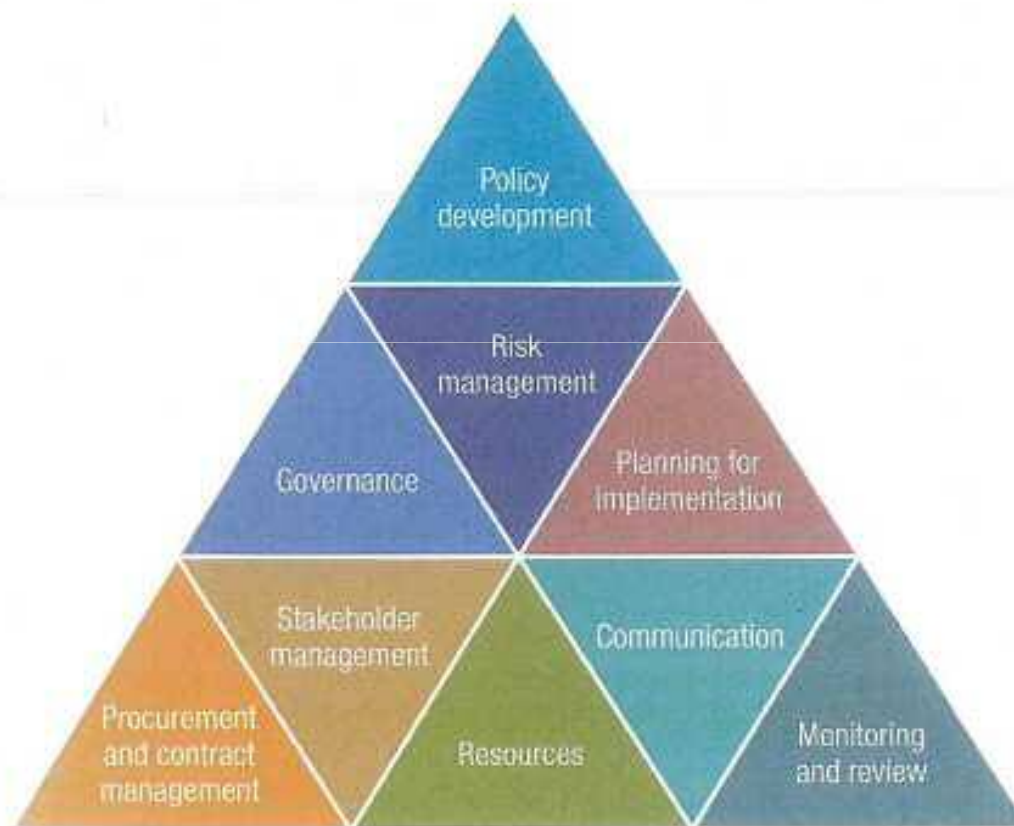 Policy
development
Risk
management
Governance
Planning for
implementation
Stakeholder
management
Communication
Procurement
and contract
management
Resources
Monitoring
and review